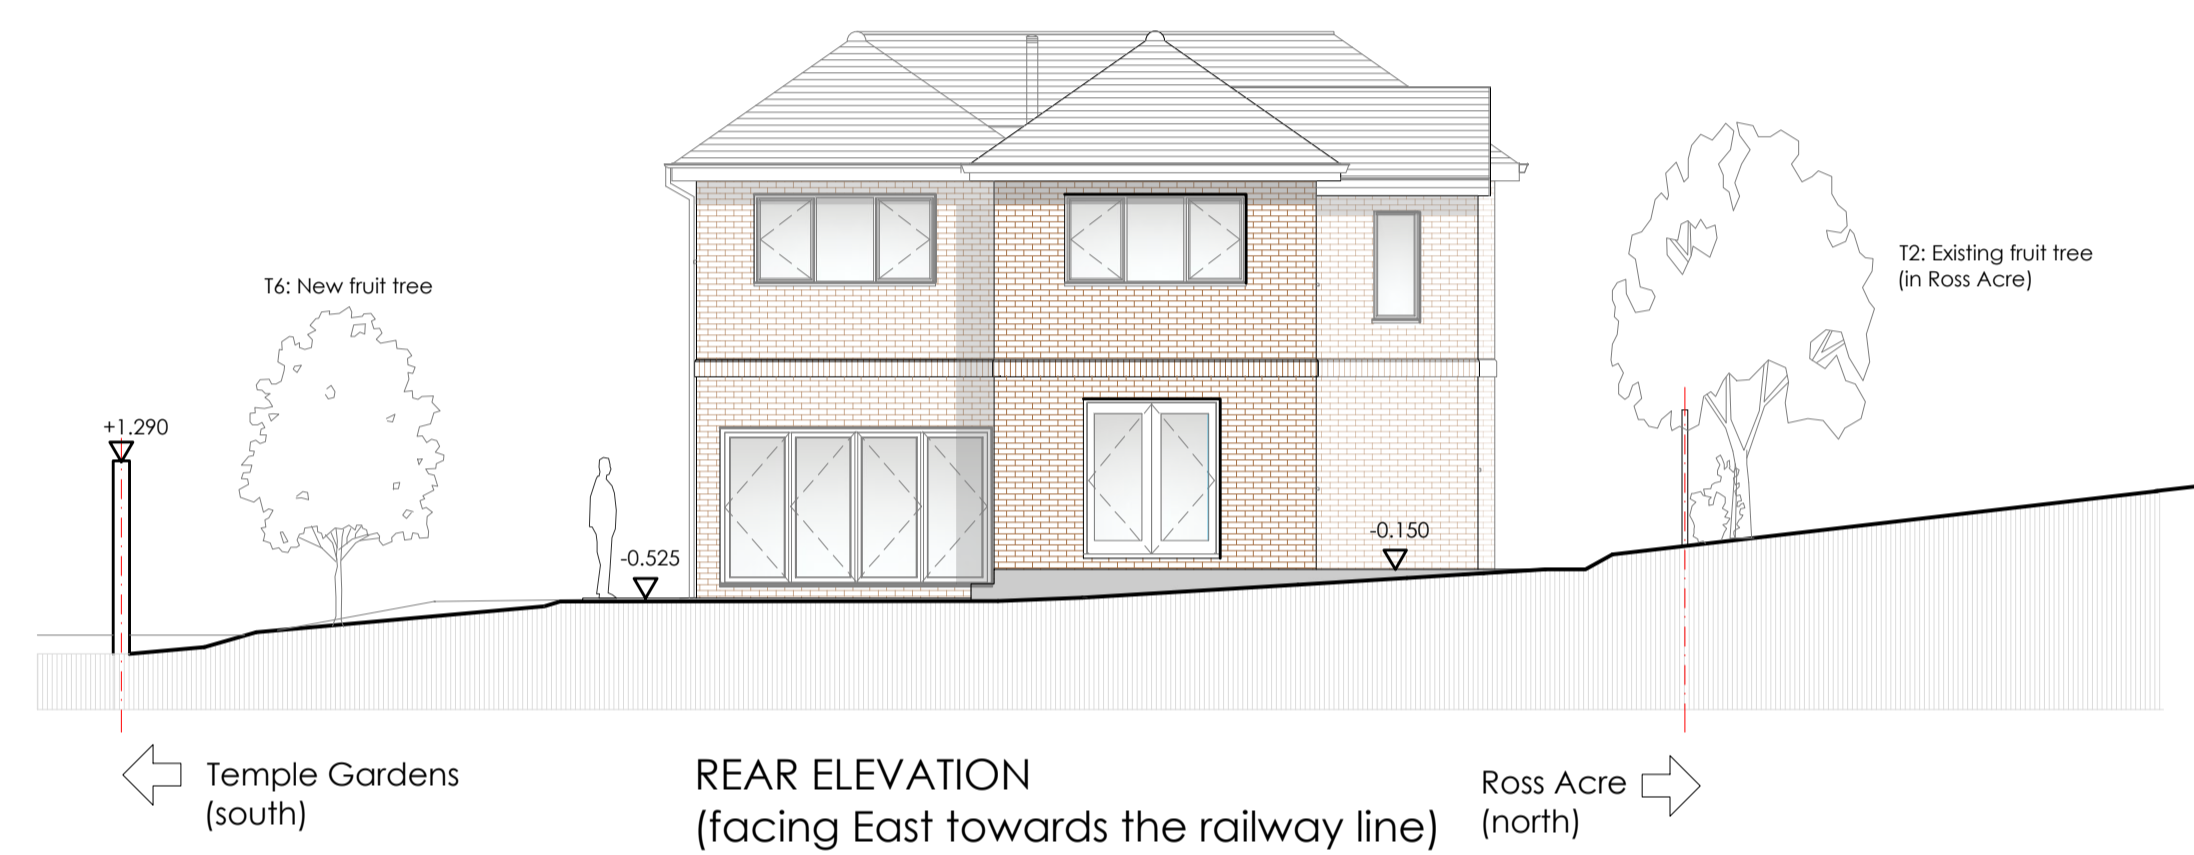 T2: Existing fruit tree
(in Ross Acre)
T6: New fruit tree
+1.290
-0.150
-0.525
Temple Gardens
(south)
REAR ELEVATION
(facing East towards the railway line)
Ross Acre
(north)